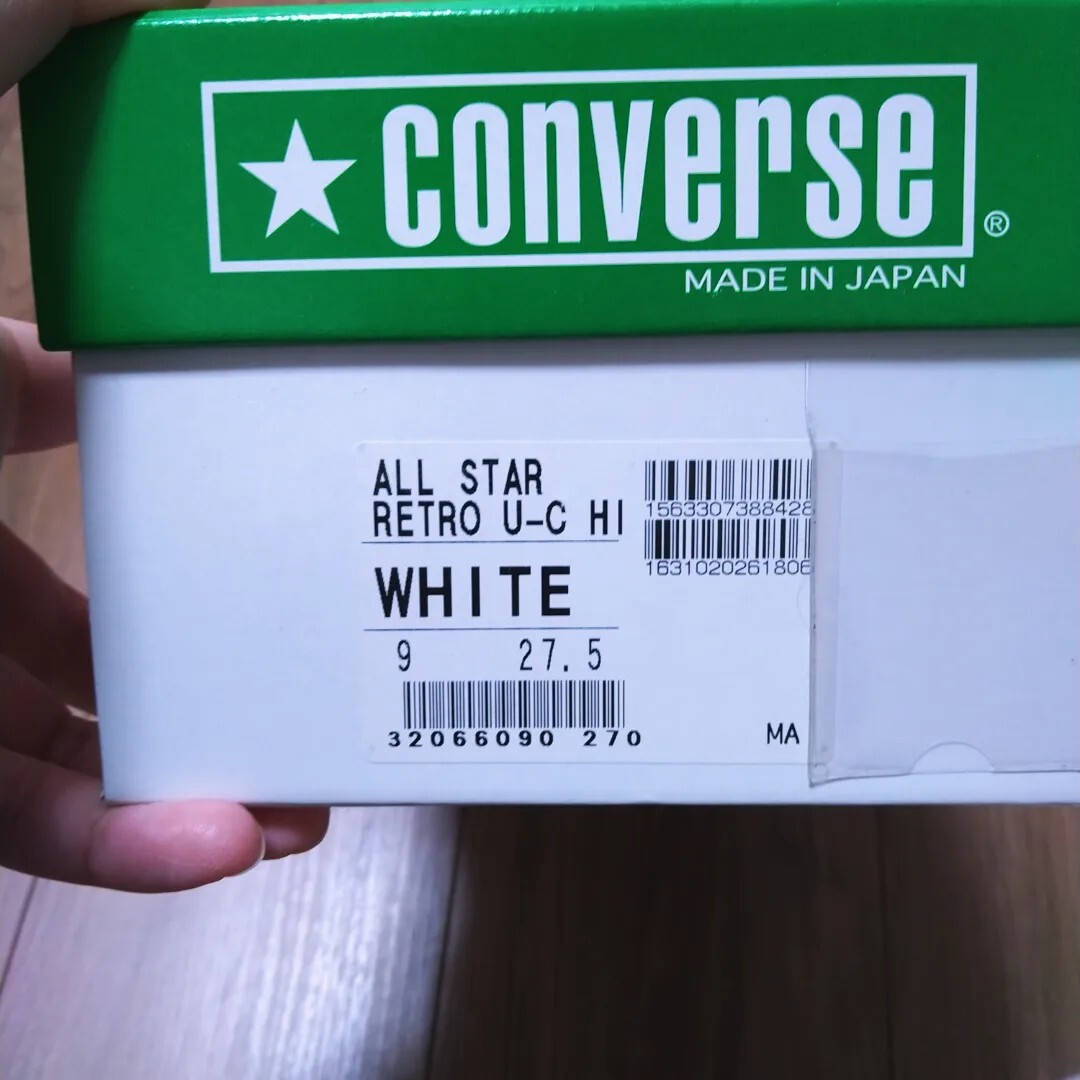 CONVERSE®
MADE IN JAPAN
ALL STAR
RETRO U-C HI
1563307388428
1631020261806
WHITE
9 27.5
32066090 270
MA